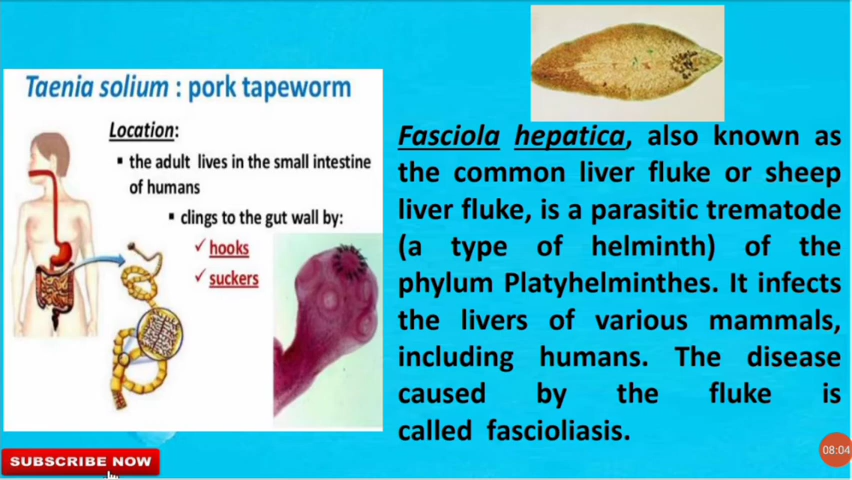 Taenia solium : pork tapeworm
Location:
▪ the adult lives in the small intestine
of humans
▪ clings to the gut wall by:
✓ hooks
✓ suckers
Fasciola hepatica, also known as
the common liver fluke or sheep
liver fluke, is a parasitic trematode
(a type of helminth) of the
phylum Platyhelminthes. It infects
the livers of various mammals,
including humans. The disease
caused by the fluke is
called fascioliasis.
SUBSCRIBE NOW
08:04